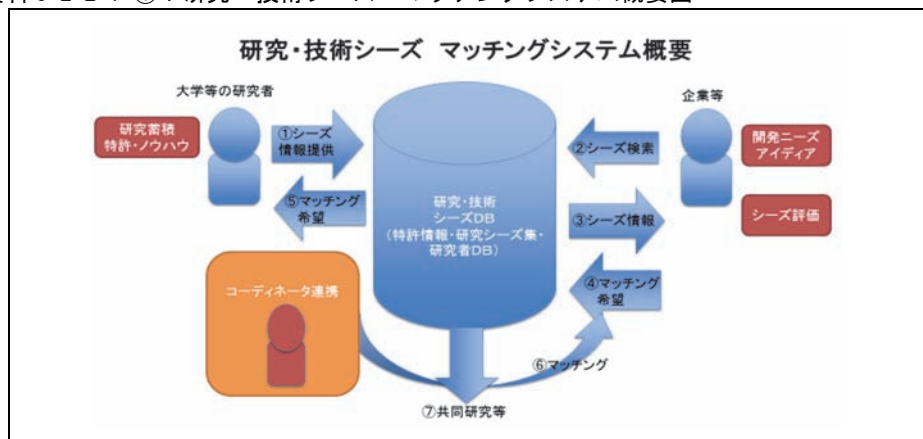 研究・技術シーズ マッチングシステム概要
大学等の研究者
企業等
研究蓄積
特許・ノウハウ
①シーズ
情報提供
②シーズ検索
開発ニーズ
アイディア
⑤マッチング
希望
研究・技術
シーズDB
（特許情報・研究シーズ集・
研究者DB）
③シーズ情報
シーズ評価
コーディネータ連携
④マッチング
希望
⑥マッチング
⑦共同研究等